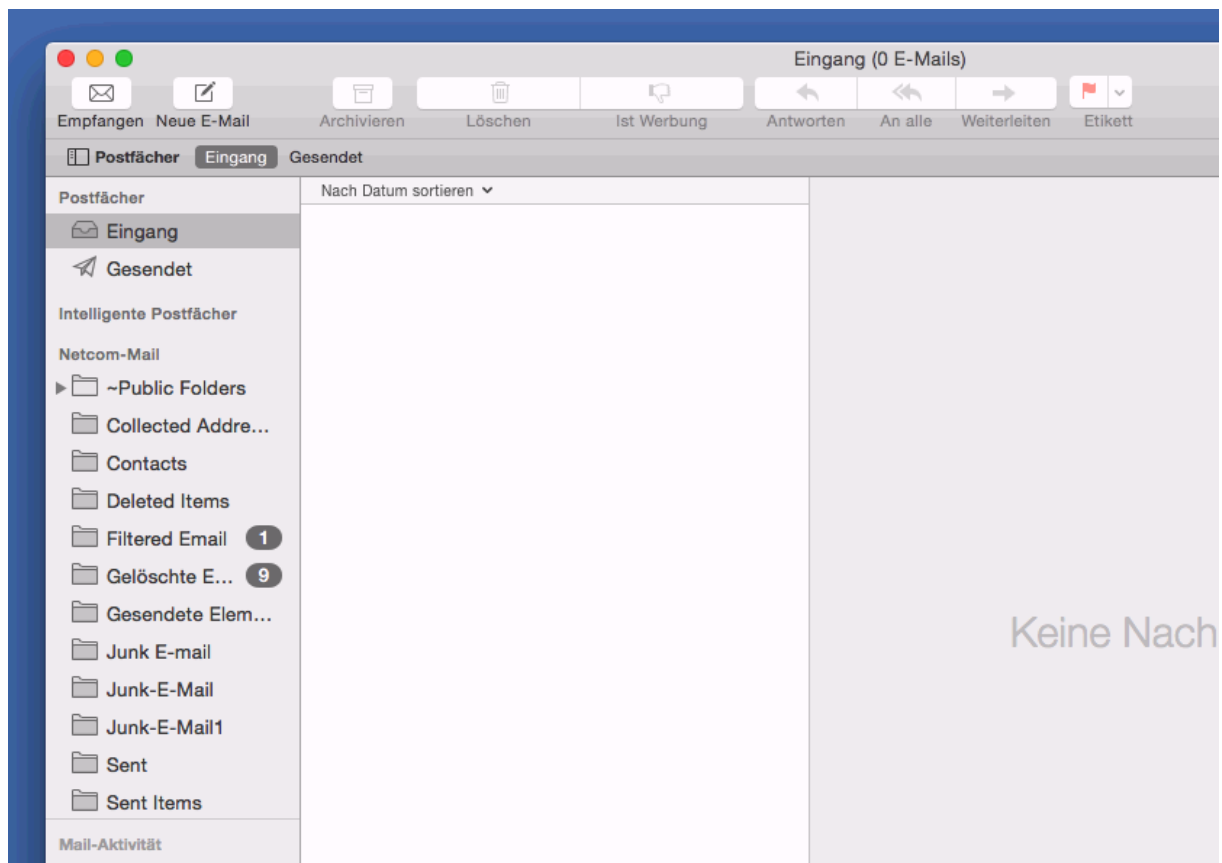 Eingang (0 E-Mails)
Empfangen Neue E-Mail Archivieren Löschen Ist Werbung Antworten An alle Weiterleiten Etikett
Postfächer Eingang Gesendet
Postfächer
Eingang
Gesendet
Intelligente Postfächer
Netcom-Mail
~Public Folders
Collected Addre...
Contacts
Deleted Items
Filtered Email 1
Gelöschte E... 9
Gesendete Elem...
Junk E-mail
Junk-E-Mail
Junk-E-Mail1
Sent
Sent Items
Mail-Aktivität
Nach Datum sortieren
Keine Nach